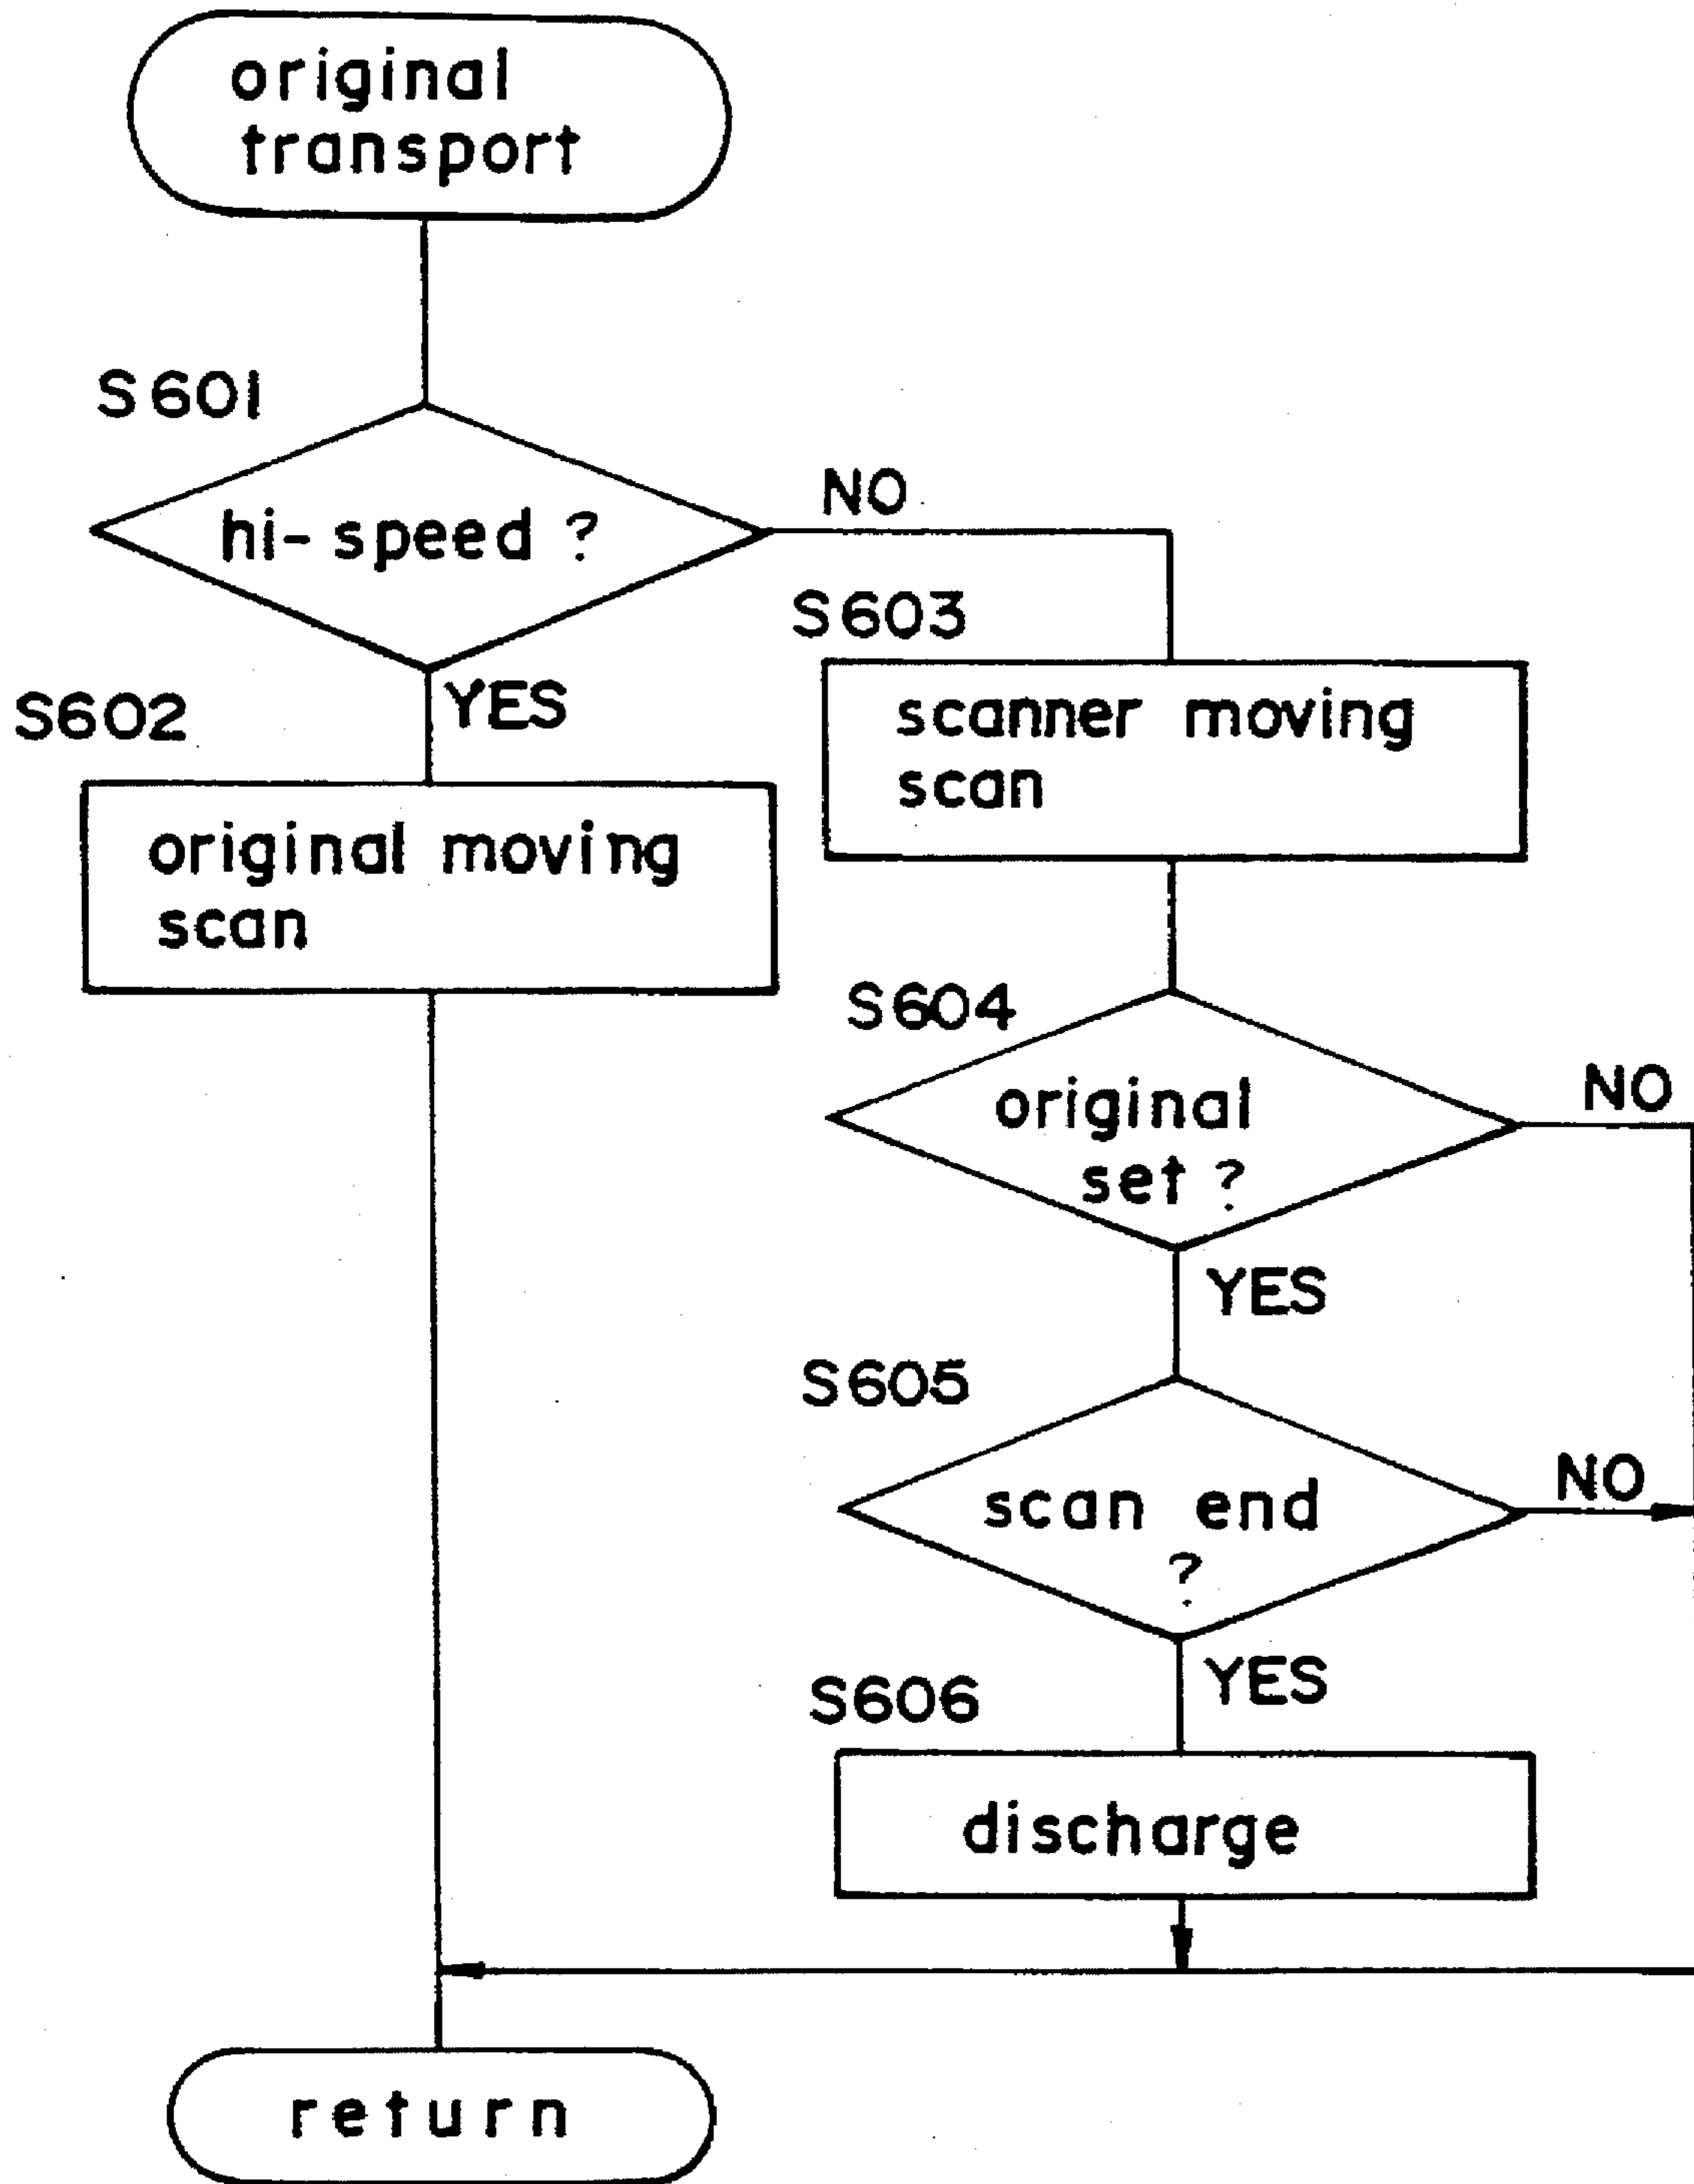 original
transport
S601
hi-speed ?
NO
YES
S602
original moving
scan
S603
scanner moving
scan
S604
original
set ?
NO
YES
S605
scan end
?
NO
YES
S606
discharge
return